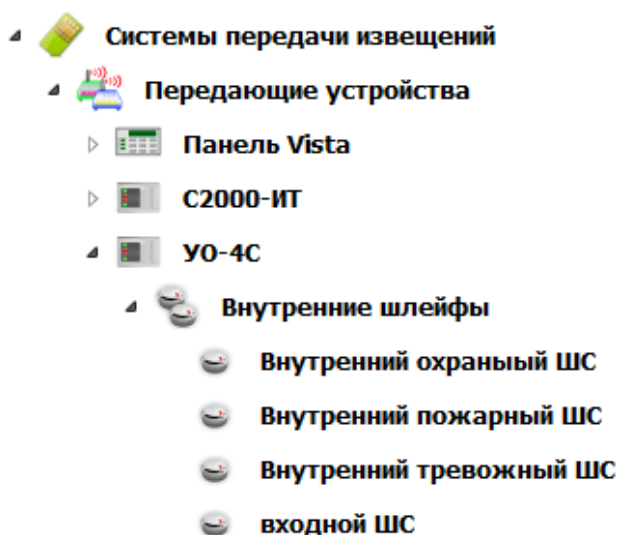 Системы передачи извещений
Передающие устройства
Панель Vista
С2000-ИТ
УО-4С
Внутренние шлейфы
Внутренний охраныый ШС
Внутренний пожарный ШС
Внутренний тревожный ШС
входной ШС